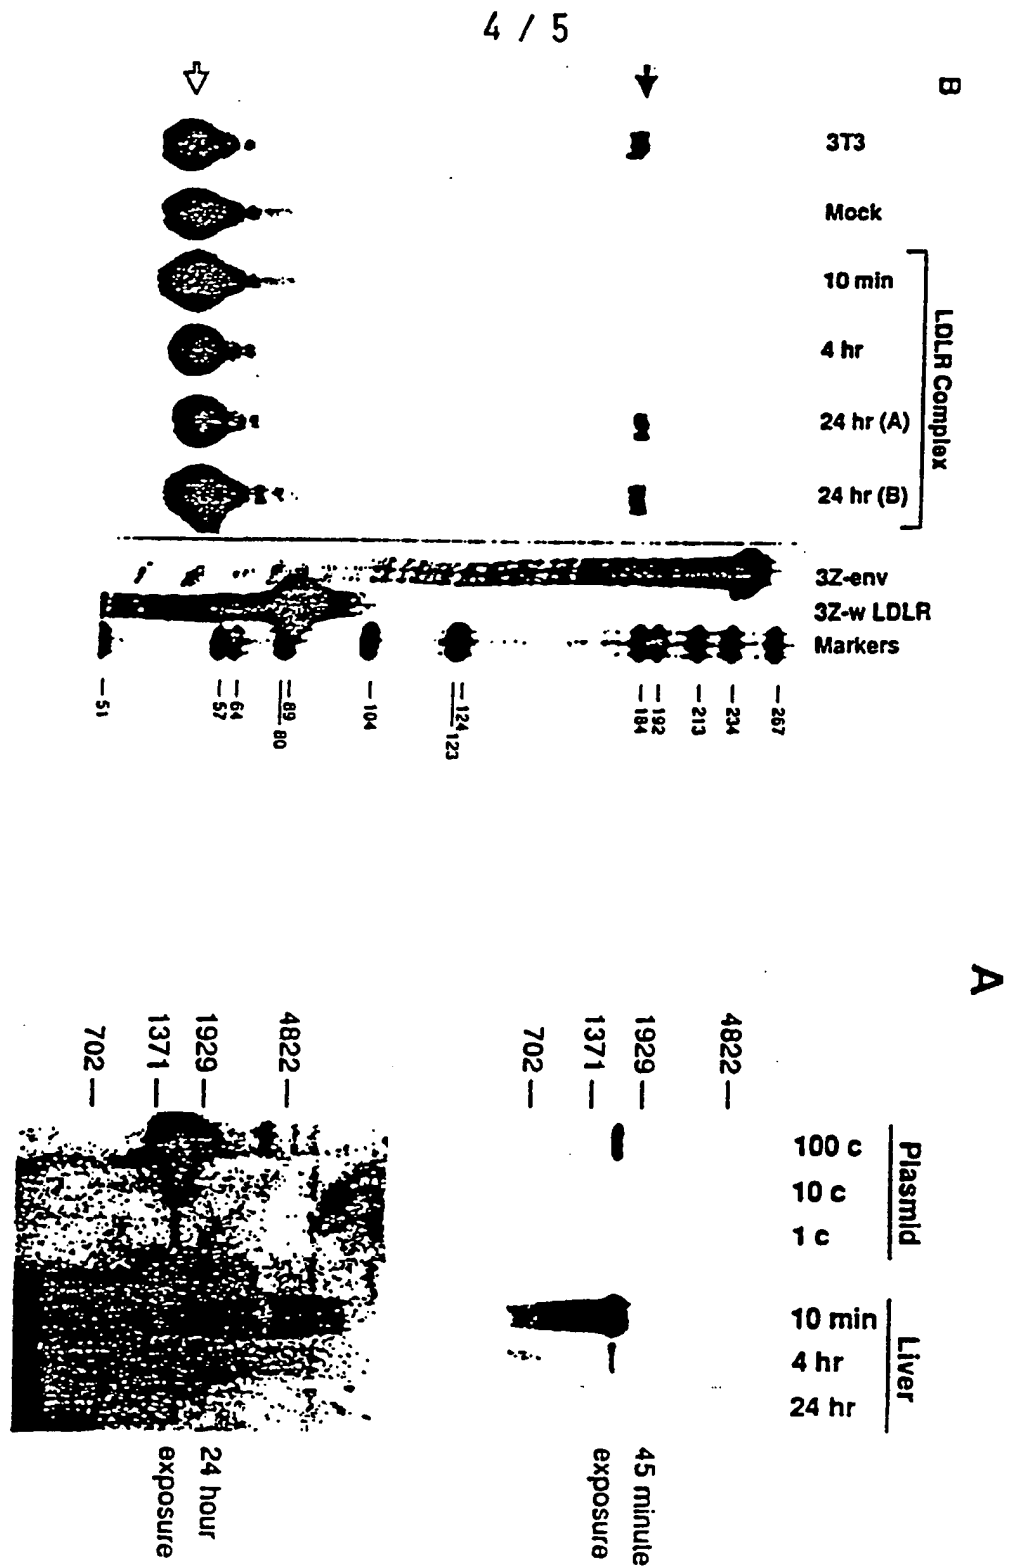 4 / 5
A
Plasmid
Liver
100 c
10 c
1 c
10 min
4 hr
24 hr
4822 —
1929 —
1371 —
702 —
45 minute
exposure
4822 —
1929 —
1371 —
702 —
24 hour
exposure
B
LDLR Complex
3T3
Mock
10 min
4 hr
24 hr (A)
24 hr (B)
3Z-env
3Z-w LDLR
Markers
— 267
— 234
— 213
— 192
— 184
— 124
123
— 104
— 89
80
— 64
— 57
— 51